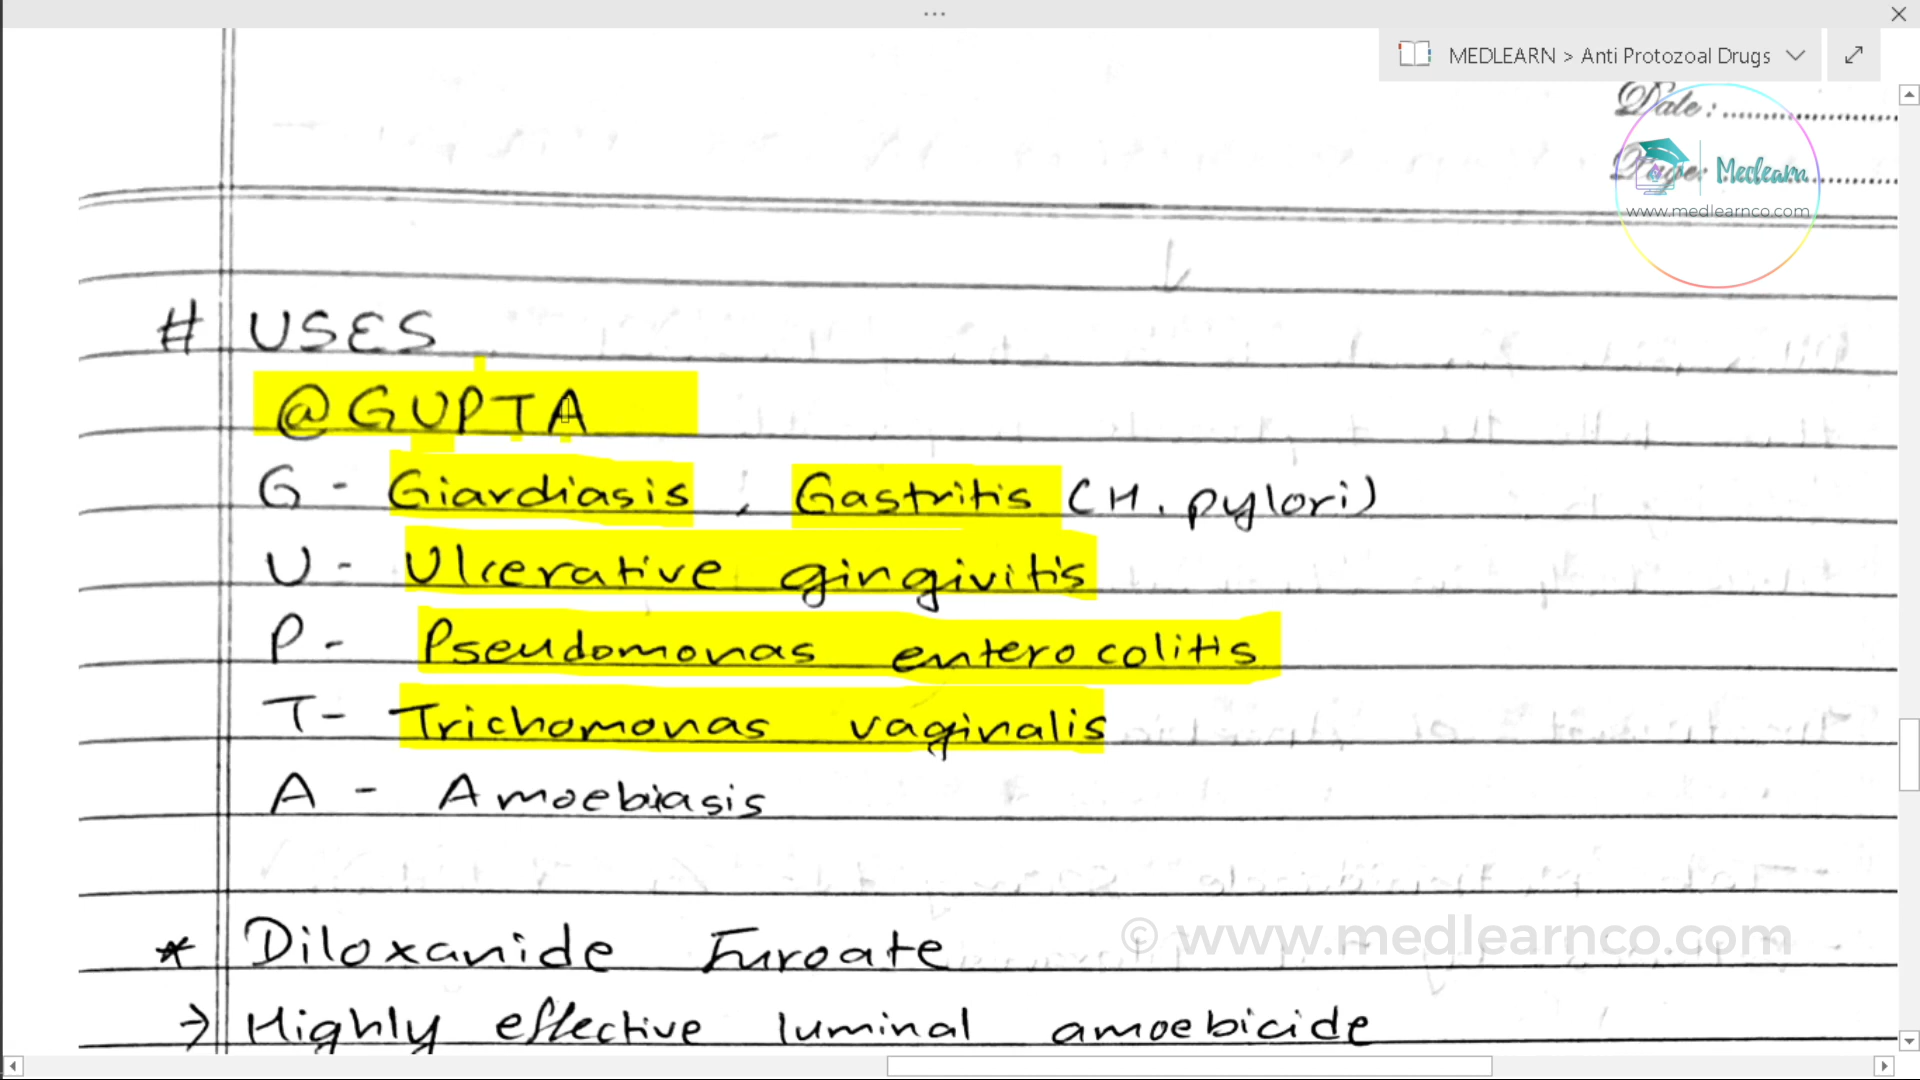 MEDLEARN > Anti Protozoal Drugs
Date :
Page:
Medlearn
www.medlearnco.com
# USES
@GUPTA
G - Giardiasis, Gastritis (H. pylori)
U - Ulcerative gingivitis
P - Pseudomonas enterocolitis
T - Trichomonas vaginalis
A - Amoebiasis
* Diloxanide Furoate
© www.medlearnco.com
→ Highly effective luminal amoebicide